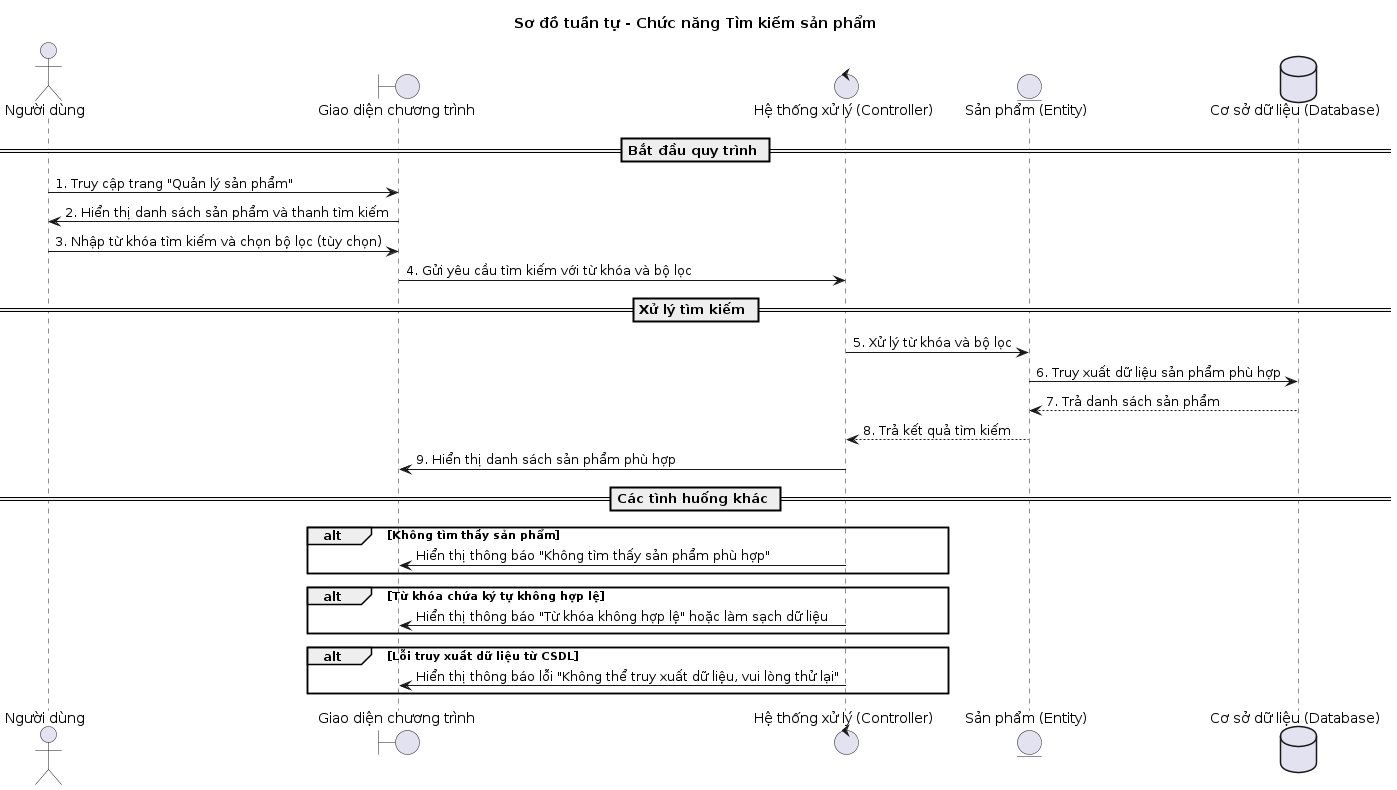 Sơ đồ tuần tự - Chức năng Tìm kiếm sản phẩm
Người dùng
Giao diện chương trình
Hệ thống xử lý (Controller)
Sản phẩm (Entity)
Cơ sở dữ liệu (Database)
Bắt đầu quy trình
1. Truy cập trang "Quản lý sản phẩm"
2. Hiển thị danh sách sản phẩm và thanh tìm kiếm
3. Nhập từ khóa tìm kiếm và chọn bộ lọc (tùy chọn)
4. Gửi yêu cầu tìm kiếm với từ khóa và bộ lọc
Xử lý tìm kiếm
5. Xử lý từ khóa và bộ lọc
6. Truy xuất dữ liệu sản phẩm phù hợp
7. Trả danh sách sản phẩm
8. Trả kết quả tìm kiếm
9. Hiển thị danh sách sản phẩm phù hợp
Các tình huống khác
alt [Không tìm thấy sản phẩm]
Hiển thị thông báo "Không tìm thấy sản phẩm phù hợp"
alt [Từ khóa chứa ký tự không hợp lệ]
Hiển thị thông báo "Từ khóa không hợp lệ" hoặc làm sạch dữ liệu
alt [Lỗi truy xuất dữ liệu từ CSDL]
Hiển thị thông báo lỗi "Không thể truy xuất dữ liệu, vui lòng thử lại"
Người dùng
Giao diện chương trình
Hệ thống xử lý (Controller)
Sản phẩm (Entity)
Cơ sở dữ liệu (Database)